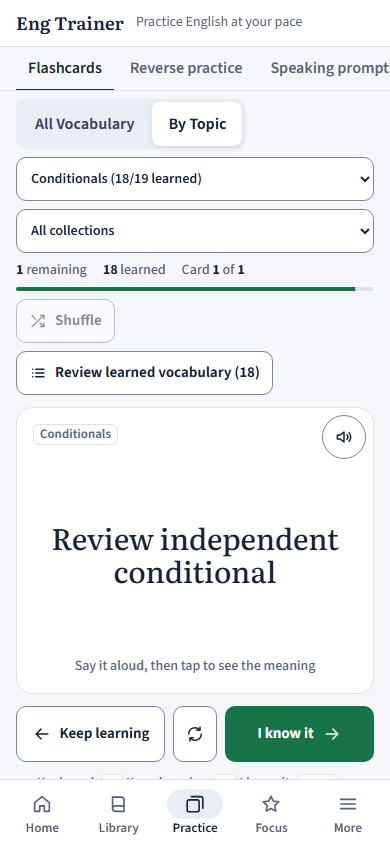 Eng Trainer Practice English at your pace
Flashcards Reverse practice Speaking prompts
All Vocabulary By Topic
Conditionals (18/19 learned)
All collections
1 remaining 18 learned Card 1 of 1
Shuffle
Review learned vocabulary (18)
Conditionals
Review independent
conditional
Say it aloud, then tap to see the meaning
Keep learning I know it
Home Library Practice Focus More